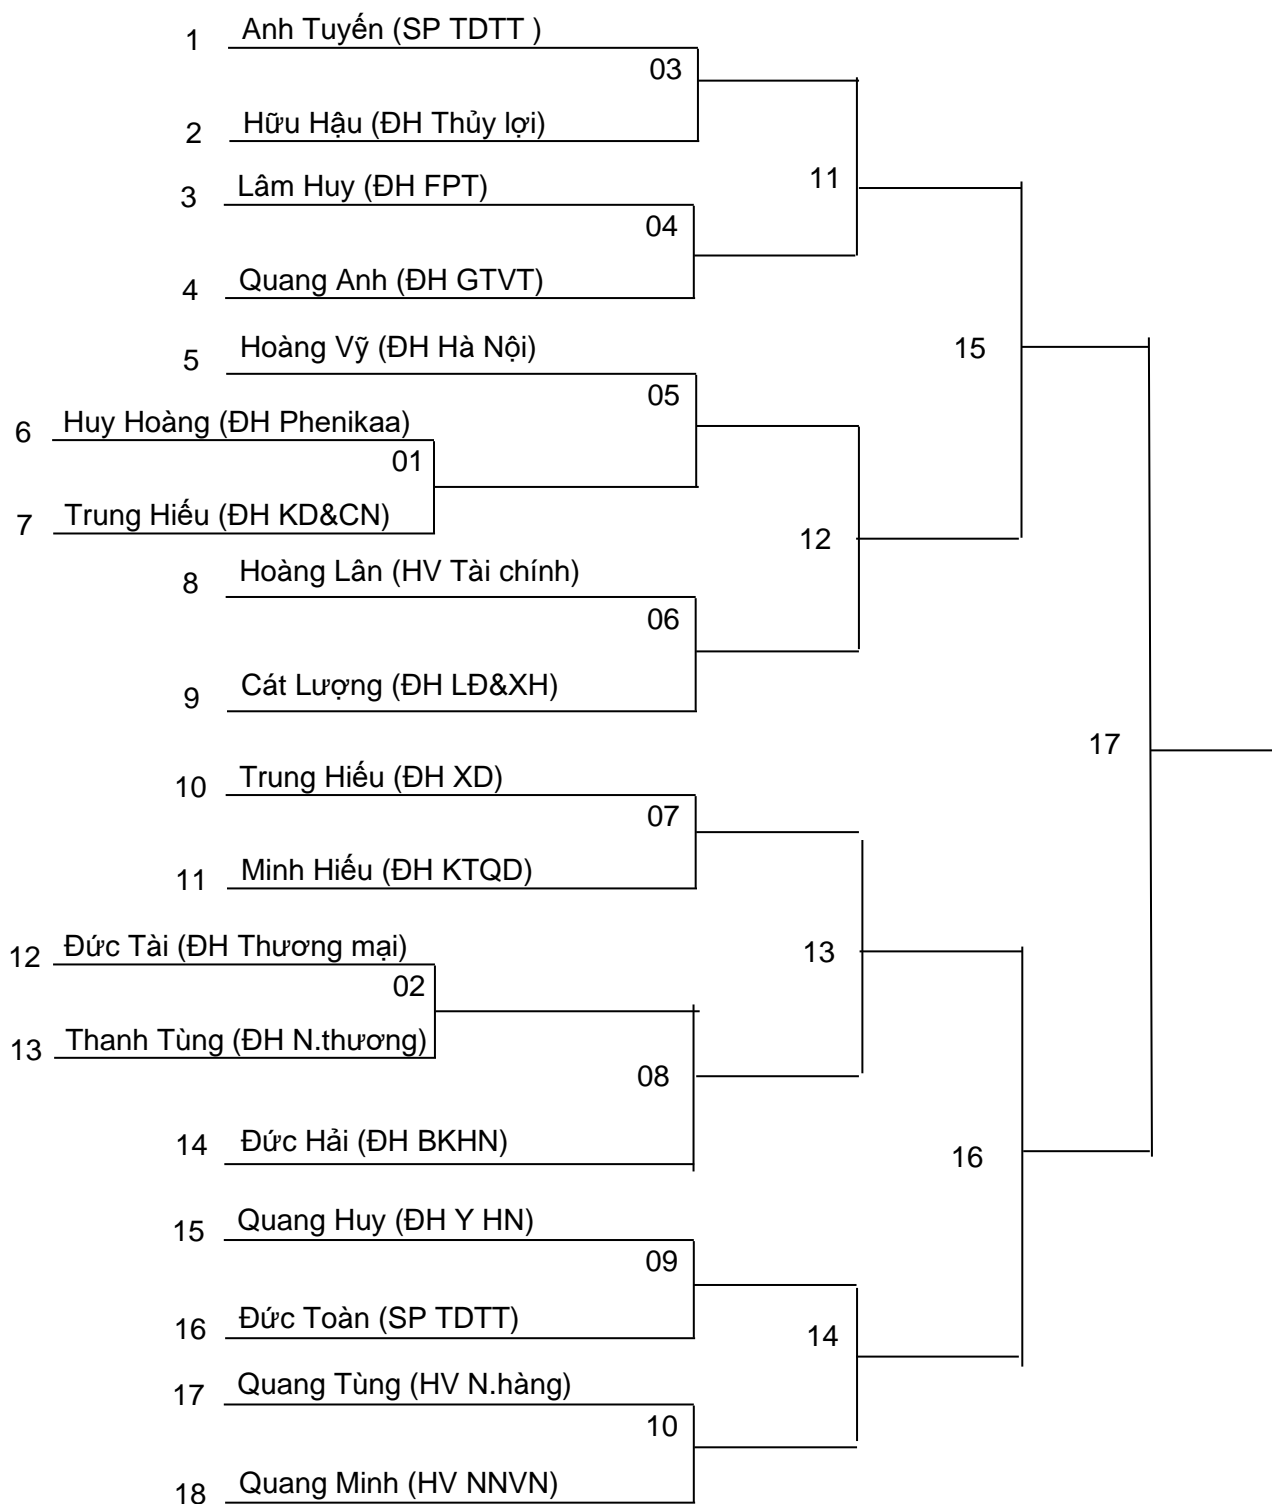 1 Anh Tuyến (SP TDTT )
03
2 Hữu Hậu (ĐH Thủy lợi)
11
3 Lâm Huy (ĐH FPT)
04
4 Quang Anh (ĐH GTVT)
15
5 Hoàng Vỹ (ĐH Hà Nội)
05
6 Huy Hoàng (ĐH Phenikaa)
01
7 Trung Hiếu (ĐH KD&CN)
12
8 Hoàng Lân (HV Tài chính)
06
9 Cát Lượng (ĐH LĐ&XH)
17
10 Trung Hiếu (ĐH XD)
07
11 Minh Hiếu (ĐH KTQD)
12 Đức Tài (ĐH Thương mại)
13
02
13 Thanh Tùng (ĐH N.thương)
08
14 Đức Hải (ĐH BKHN)
16
15 Quang Huy (ĐH Y HN)
09
16 Đức Toàn (SP TDTT)
14
17 Quang Tùng (HV N.hàng)
10
18 Quang Minh (HV NNVN)